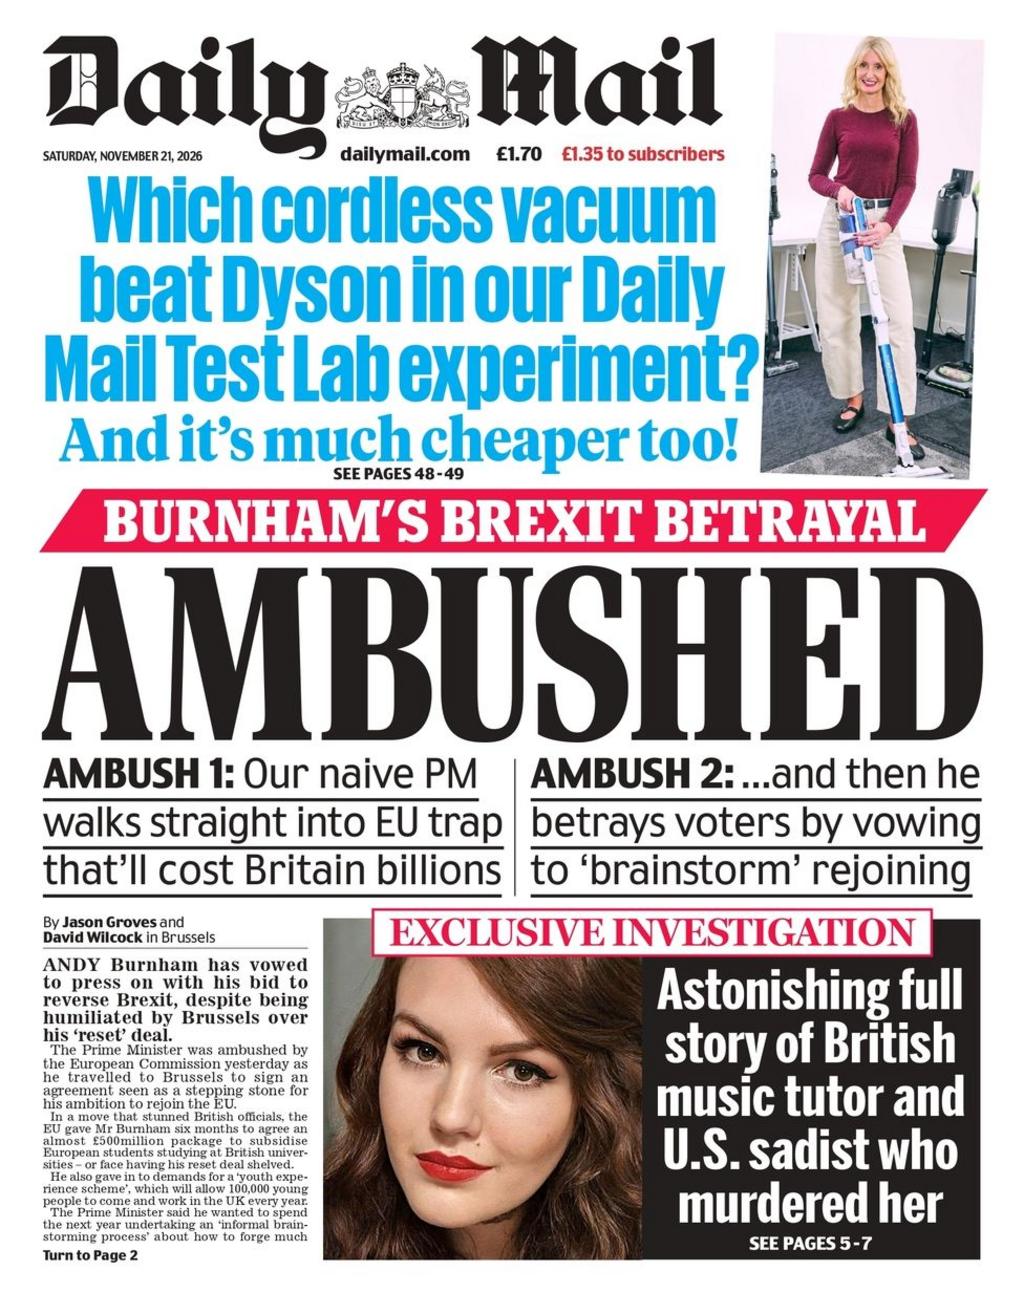 Daily Mail
SATURDAY, NOVEMBER 21, 2026
dailymail.com £1.70 £1.35 to subscribers
Which cordless vacuum
beat Dyson in our Daily
Mail Test Lab experiment?
And it's much cheaper too!
SEE PAGES 48-49
BURNHAM'S BREXIT BETRAYAL
AMBUSHED
AMBUSH 1: Our naive PM
walks straight into EU trap
that'll cost Britain billions
AMBUSH 2: ...and then he
betrays voters by vowing
to 'brainstorm' rejoining
By Jason Groves and
David Wilcock in Brussels
ANDY Burnham has vowed
to press on with his bid to
reverse Brexit, despite being
humiliated by Brussels over
his 'reset' deal.
The Prime Minister was ambushed by
the European Commission yesterday as
he travelled to Brussels to sign an
agreement seen as a stepping stone for
his ambition to rejoin the EU.
In a move that stunned British officials, the
EU gave Mr Burnham six months to agree an
almost £500million package to subsidise
European students studying at British univer-
sities – or face having his reset deal shelved.
He also gave in to demands for a 'youth expe-
rience scheme', which will allow 100,000 young
people to come and work in the UK every year.
The Prime Minister said he wanted to spend
the next year undertaking an 'informal brain-
storming process' about how to forge much
Turn to Page 2
EXCLUSIVE INVESTIGATION
Astonishing full
story of British
music tutor and
U.S. sadist who
murdered her
SEE PAGES 5-7